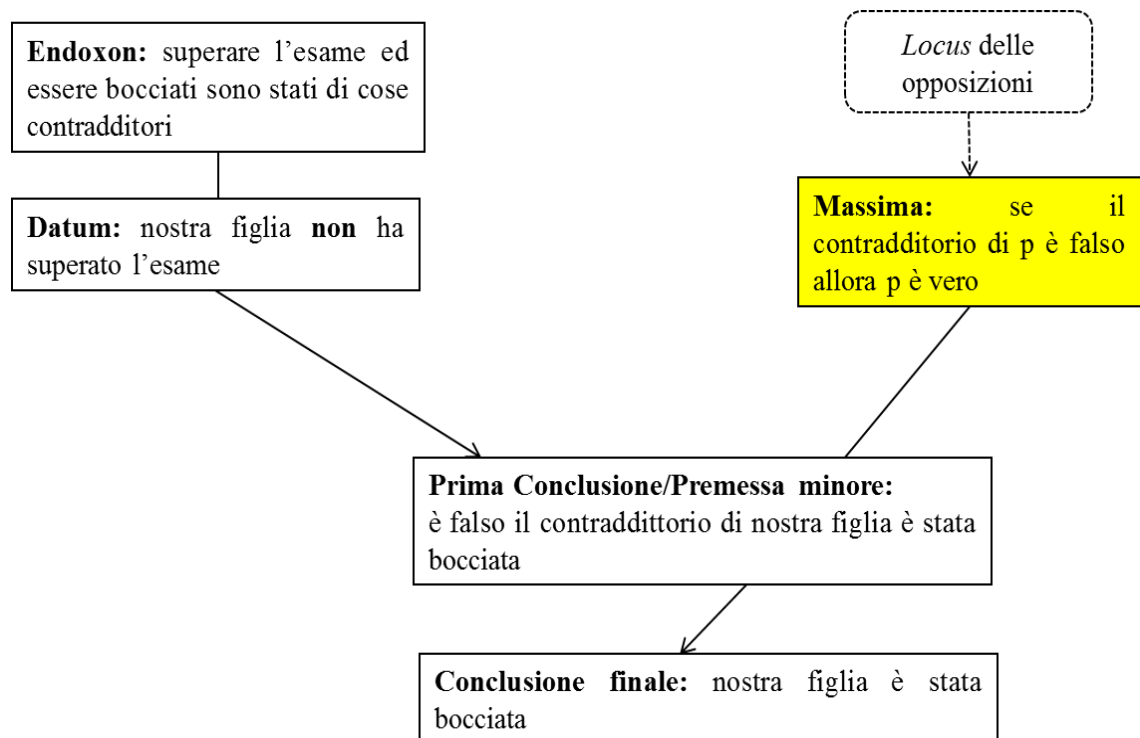 Endoxon: superare l’esame ed
essere bocciati sono stati di cose
contradditori
Locus delle
opposizioni
Datum: nostra figlia non ha
superato l’esame
Massima: se il
contradditorio di p è falso
allora p è vero
Prima Conclusione/Premessa minore:
è falso il contraddittorio di nostra figlia è stata
bocciata
Conclusione finale: nostra figlia è stata
bocciata